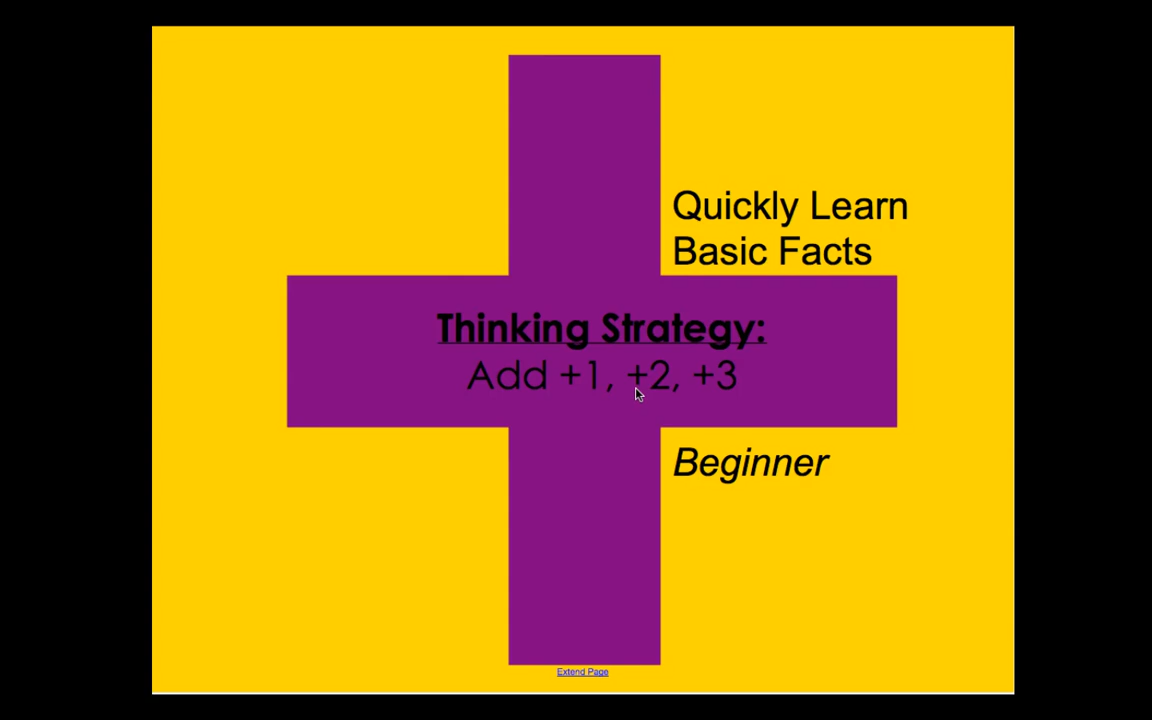 Quickly Learn
Basic Facts
Thinking Strategy:
Add +1, +2, +3
Beginner
Extend Page